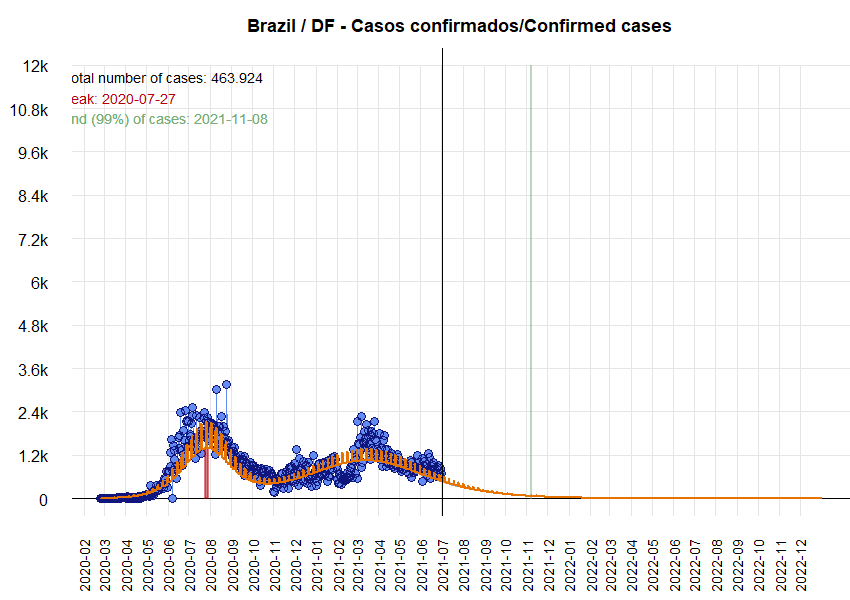 Brazil / DF - Casos confirmados/Confirmed cases
12k
otal number of cases: 463.924
eak: 2020-07-27
10.8k
nd (99%) of cases: 2021-11-08
9.6k
8.4k
7.2k
6k
4.8k
3.6k
2.4k
1.2k
0
2020-02
2020-03
2020-04
2020-05
2020-06
2020-07
2020-08
2020-09
2020-10
2020-11
2020-12
2021-01
2021-02
2021-03
2021-04
2021-05
2021-06
2021-07
2021-08
2021-09
2021-10
2021-11
2021-12
2022-01
2022-02
2022-03
2022-04
2022-05
2022-06
2022-07
2022-08
2022-09
2022-10
2022-11
2022-12